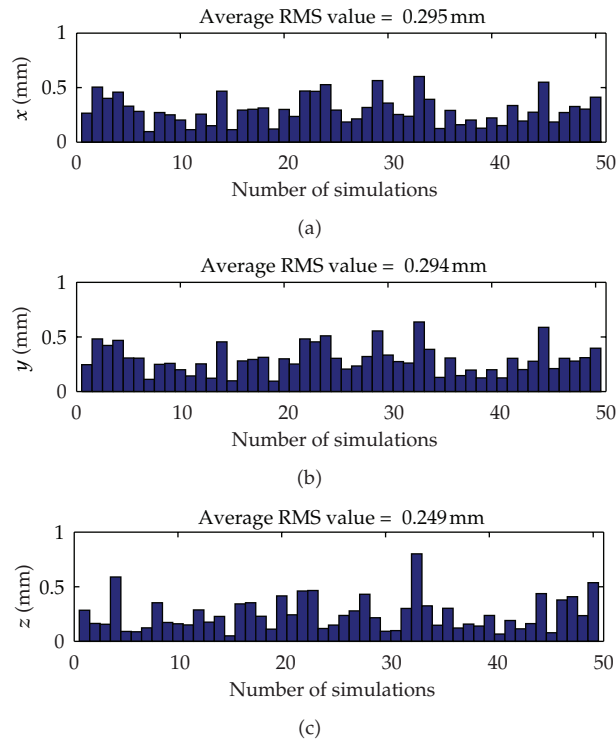 Average RMS value = 0.295 mm
1
0.5
0
x (mm)
0 10 20 30 40 50
Number of simulations
(a)
Average RMS value = 0.294 mm
1
0.5
0
y (mm)
0 10 20 30 40 50
Number of simulations
(b)
Average RMS value = 0.249 mm
1
0.5
0
z (mm)
0 10 20 30 40 50
Number of simulations
(c)